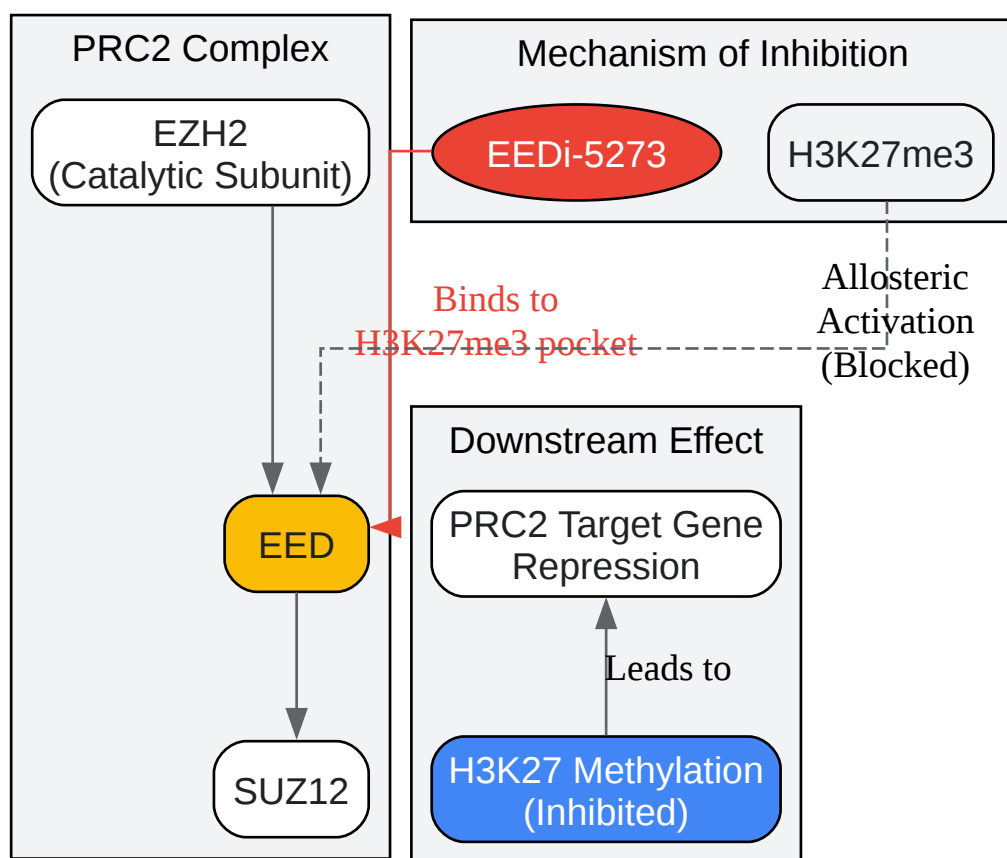 PRC2 Complex
EZH2
(Catalytic Subunit)
EED
SUZ12
Mechanism of Inhibition
EEDi-5273
H3K27me3
Binds to
H3K27me3 pocket
Allosteric
Activation
(Blocked)
Downstream Effect
PRC2 Target Gene
Repression
Leads to
H3K27 Methylation
(Inhibited)